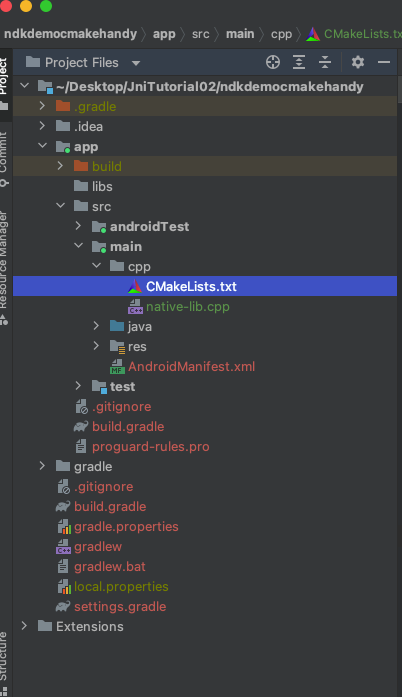 ndkdemocmakehandy › app › src › main › cpp › CMakeLists.txt
Project Files
Project
Commit
Resource Manager
Structure
~/Desktop/JniTutorial02/ndkdemocmakehandy
.gradle
.idea
app
build
libs
src
androidTest
main
cpp
CMakeLists.txt
native-lib.cpp
java
res
AndroidManifest.xml
test
.gitignore
build.gradle
proguard-rules.pro
gradle
.gitignore
build.gradle
gradle.properties
gradlew
gradlew.bat
local.properties
settings.gradle
Extensions